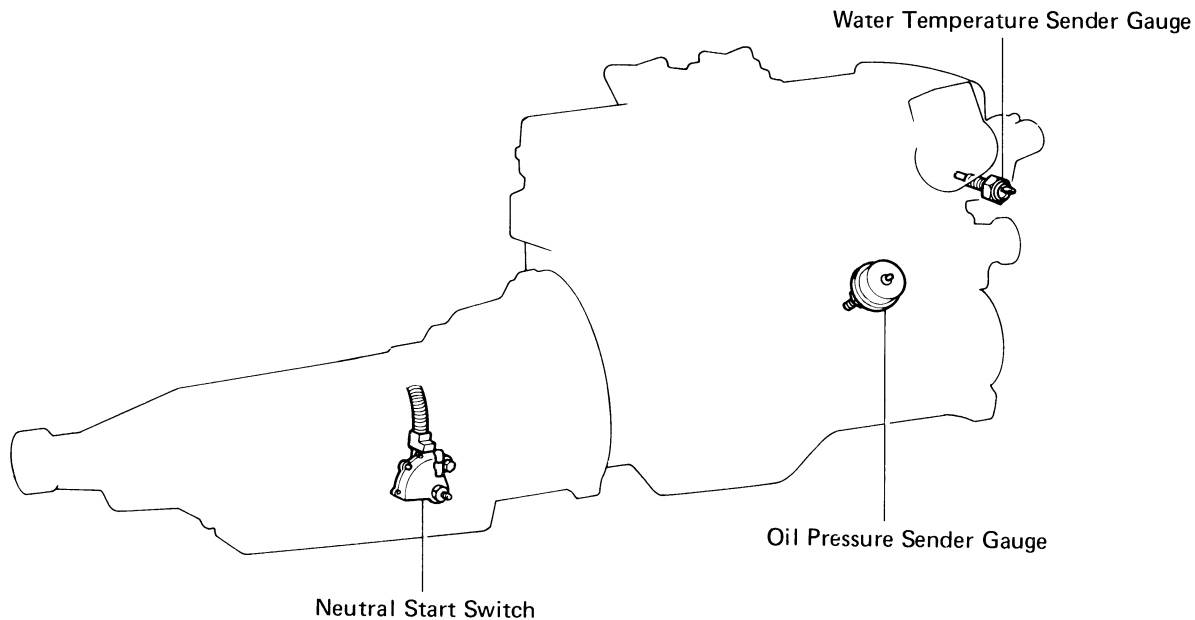 Water Temperature Sender Gauge
Oil Pressure Sender Gauge
Neutral Start Switch